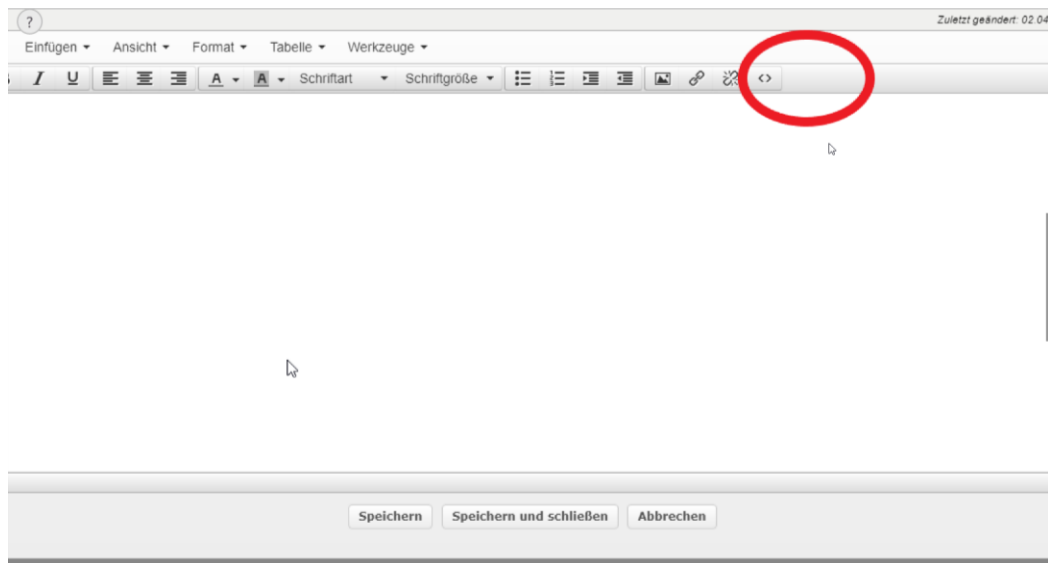 ?
Zuletzt geändert: 02.04
Einfügen Ansicht Format Tabelle Werkzeuge
I U A A Schriftart Schriftgröße <>
Speichern Speichern und schließen Abbrechen